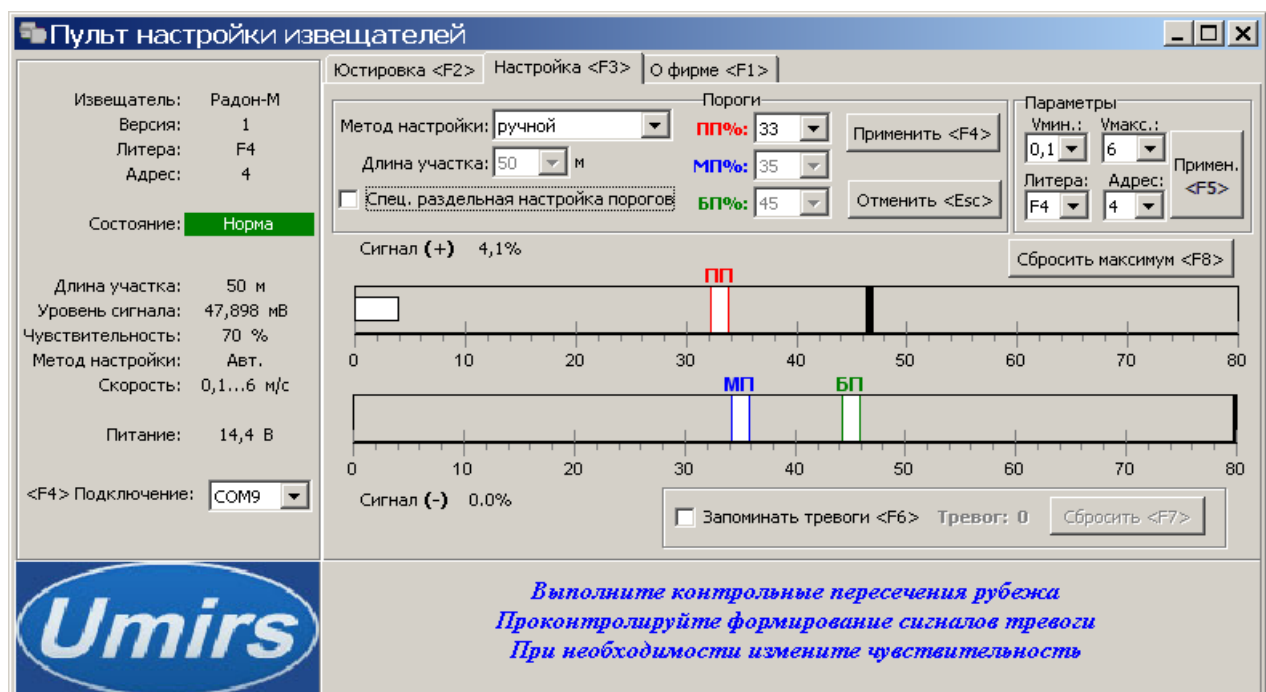 Пульт настройки извещателей
Извещатель: Радон-М
Версия: 1
Литера: F4
Адрес: 4
Состояние: Норма
Длина участка: 50 м
Уровень сигнала: 47,898 мВ
Чувствительность: 70 %
Метод настройки: Авт.
Скорость: 0,1...6 м/с
Питание: 14,4 В
<F4> Подключение: COM9
Юстировка <F2> Настройка <F3> О фирме <F1>
Метод настройки: ручной
Длина участка: 50 м
Спец. раздельная настройка порогов
Пороги
ПП%: 33
МП%: 35
БП%: 45
Применить <F4>
Отменить <Esc>
Параметры
Vмин.: Vмакс.:
0,1 6
Литера: Адрес:
F4 4
Примен.
<F5>
Сигнал (+) 4,1%
Сбросить максимум <F8>
ПП
0 10 20 30 40 50 60 70 80
МП БП
0 10 20 30 40 50 60 70 80
Сигнал (-) 0.0%
Запоминать тревоги <F6> Тревог: 0 Сбросить <F7>
Umirs
Выполните контрольные пересечения рубежа
Проконтролируйте формирование сигналов тревоги
При необходимости измените чувствительность